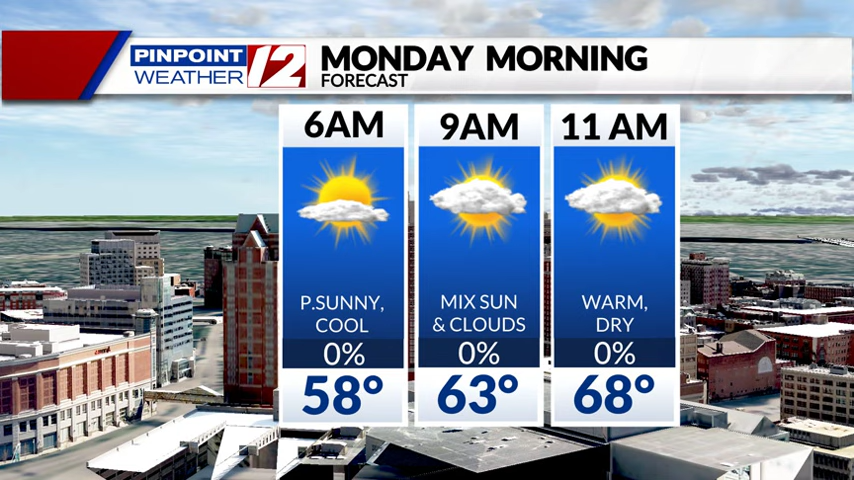 PINPOINT
WEATHER 12
MONDAY MORNING
FORECAST
6AM
P.SUNNY,
COOL
0%
58°
9AM
MIX SUN
& CLOUDS
0%
63°
11 AM
WARM,
DRY
0%
68°